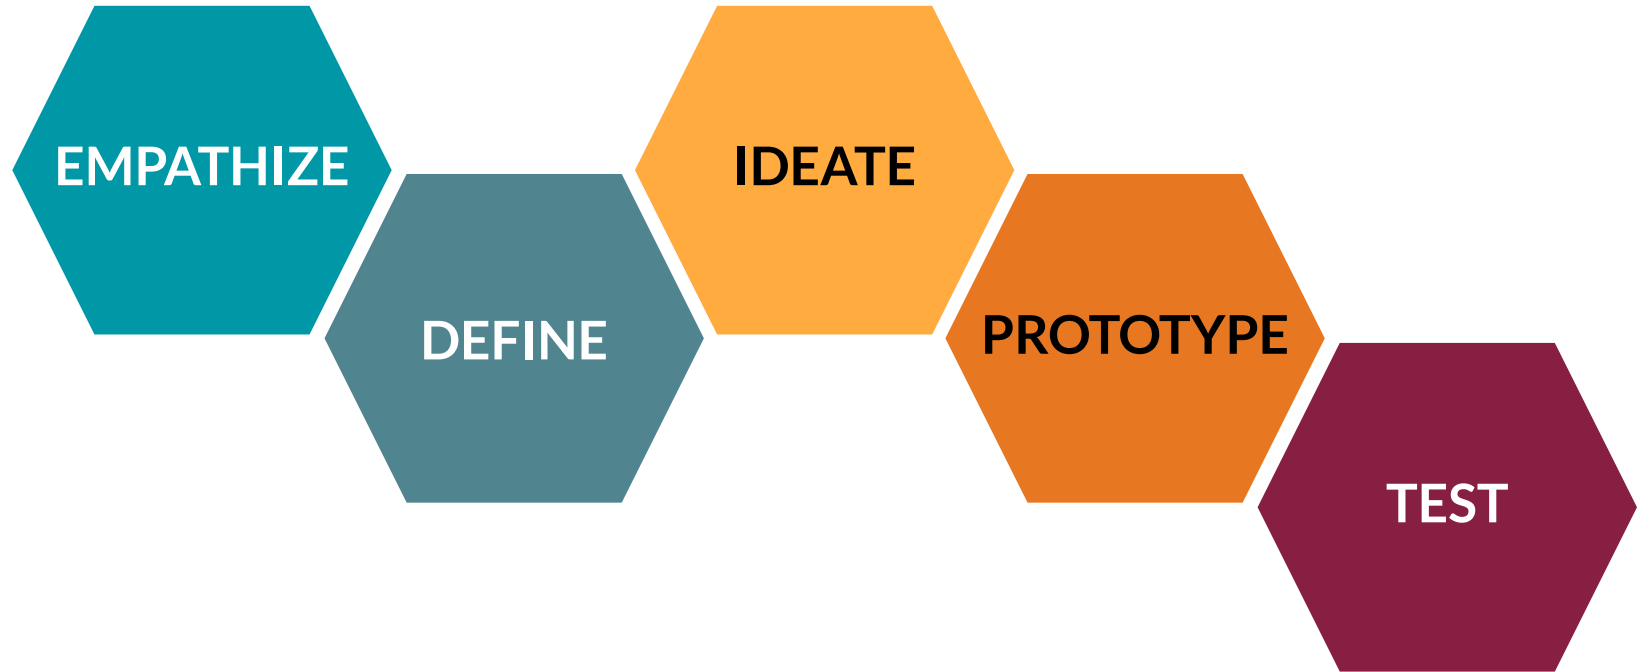 EMPATHIZE
DEFINE
IDEATE
PROTOTYPE
TEST